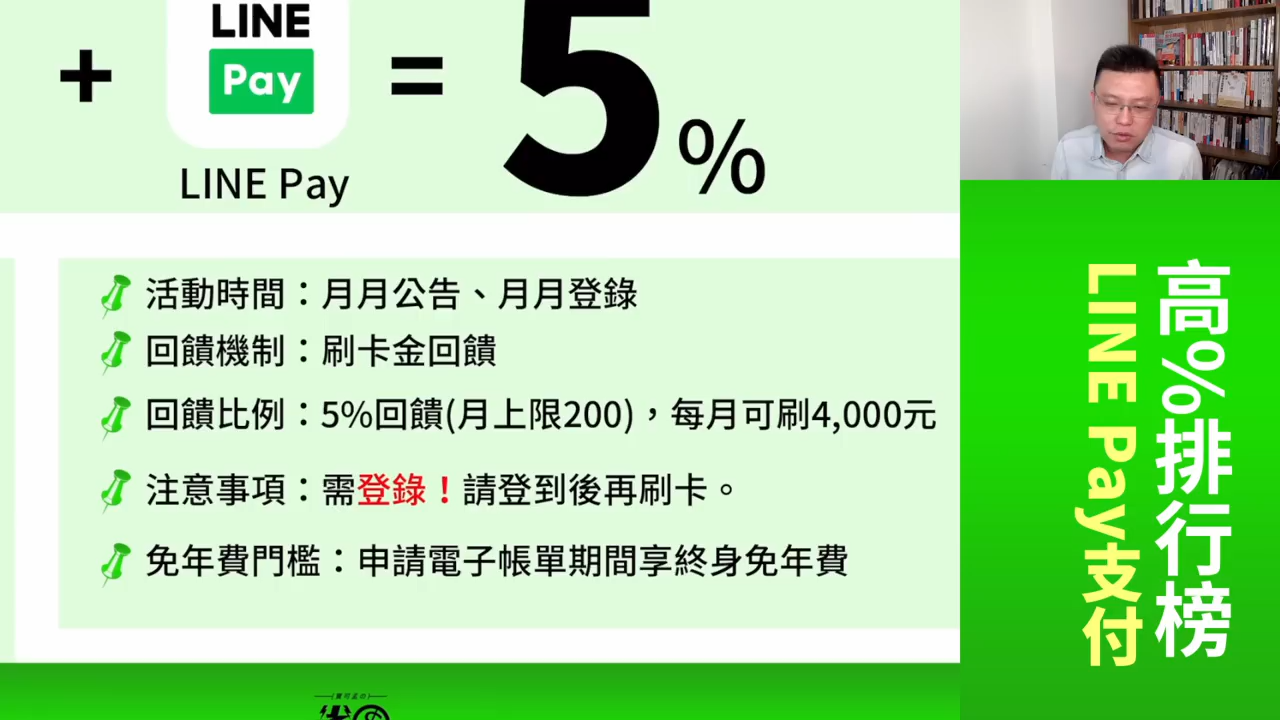 + LINE Pay = 5%
LINE Pay
活動時間：月月公告、月月登錄
回饋機制：刷卡金回饋
回饋比例：5%回饋(月上限200)，每月可刷4,000元
注意事項：需登錄！請登到後再刷卡。
免年費門檻：申請電子帳單期間享終身免年費
高%排行榜
LINE Pay支付